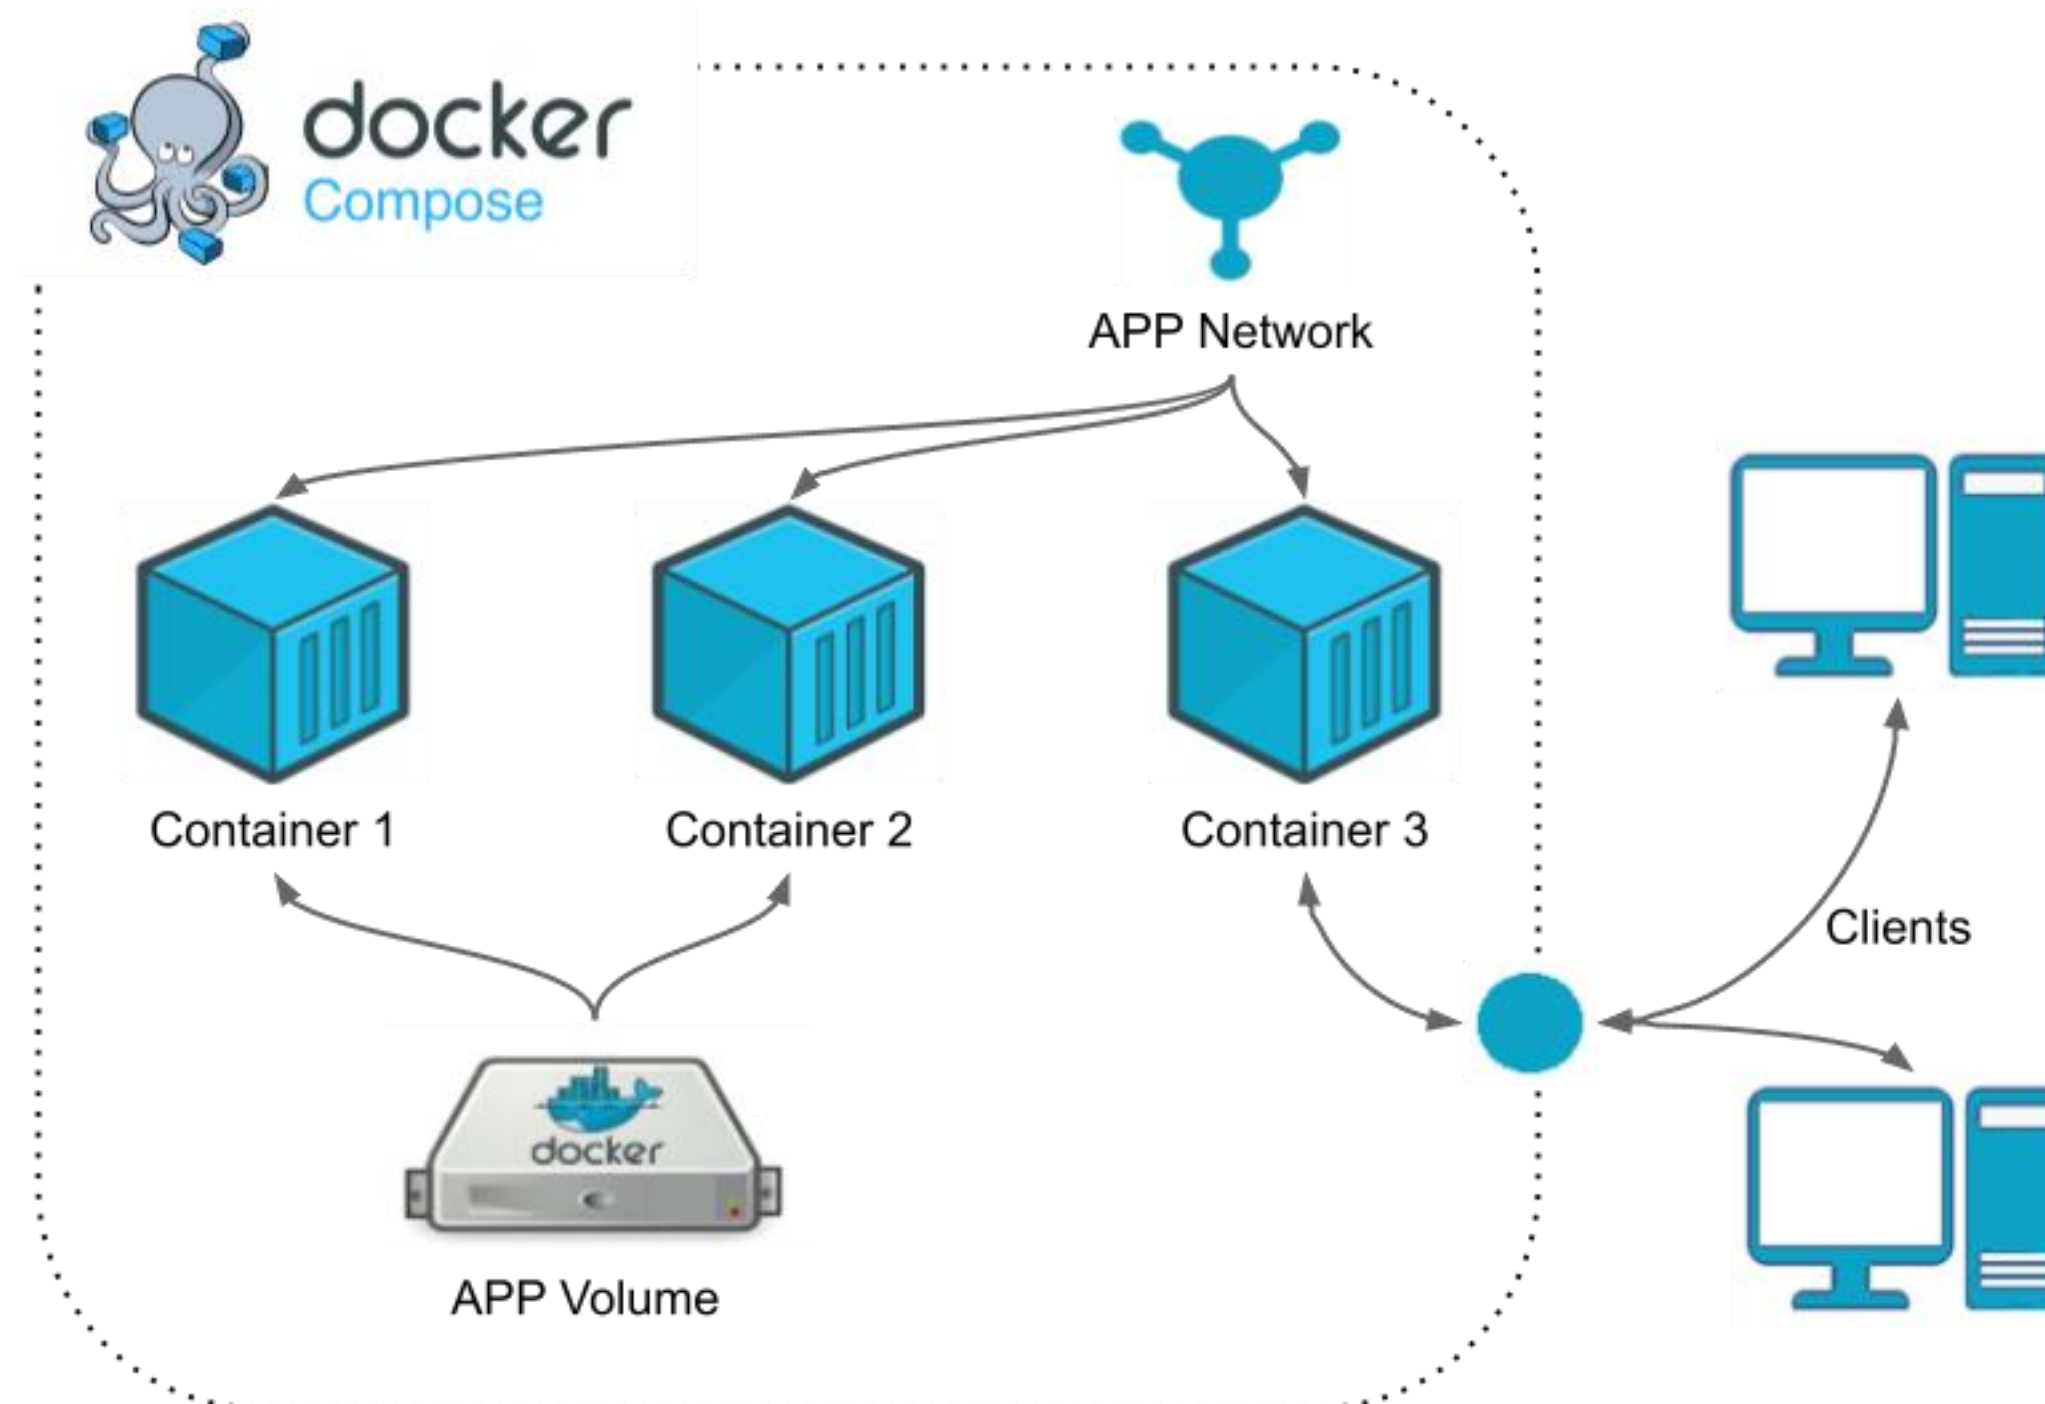 docker
Compose
APP Network
Container 1
Container 2
Container 3
Clients
docker
APP Volume